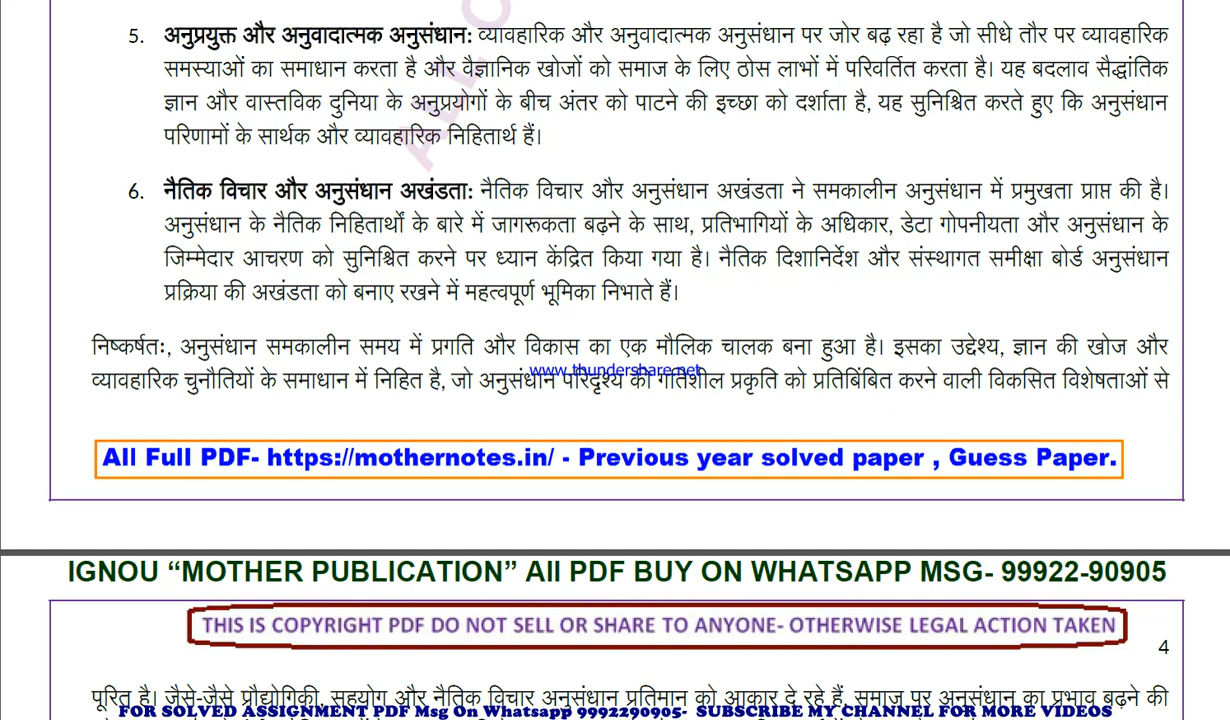 5. अनुप्रयुक्त और अनुवादात्मक अनुसंधान: व्यावहारिक और अनुवादात्मक अनुसंधान पर जोर बढ़ रहा है जो सीधे तौर पर व्यावहारिक
समस्याओं का समाधान करता है और वैज्ञानिक खोजों को समाज के लिए ठोस लाभों में परिवर्तित करता है। यह बदलाव सैद्धांतिक
ज्ञान और वास्तविक दुनिया के अनुप्रयोगों के बीच अंतर को पाटने की इच्छा को दर्शाता है, यह सुनिश्चित करते हुए कि अनुसंधान
परिणामों के सार्थक और व्यावहारिक निहितार्थ हैं।
6. नैतिक विचार और अनुसंधान अखंडता: नैतिक विचार और अनुसंधान अखंडता ने समकालीन अनुसंधान में प्रमुखता प्राप्त की है।
अनुसंधान के नैतिक निहितार्थों के बारे में जागरूकता बढ़ने के साथ, प्रतिभागियों के अधिकार, डेटा गोपनीयता और अनुसंधान के
जिम्मेदार आचरण को सुनिश्चित करने पर ध्यान केंद्रित किया गया है। नैतिक दिशानिर्देश और संस्थागत समीक्षा बोर्ड अनुसंधान
प्रक्रिया की अखंडता को बनाए रखने में महत्वपूर्ण भूमिका निभाते हैं।
निष्कर्षतः, अनुसंधान समकालीन समय में प्रगति और विकास का एक मौलिक चालक बना हुआ है। इसका उद्देश्य, ज्ञान की खोज और
www.thundershare.net
व्यावहारिक चुनौतियों के समाधान में निहित है, जो अनुसंधान परिदृश्य की गतिशील प्रकृति को प्रतिबिंबित करने वाली विकसित विशेषताओं से
All Full PDF- https://mothernotes.in/ - Previous year solved paper , Guess Paper.
IGNOU “MOTHER PUBLICATION” All PDF BUY ON WHATSAPP MSG- 99922-90905
THIS IS COPYRIGHT PDF DO NOT SELL OR SHARE TO ANYONE- OTHERWISE LEGAL ACTION TAKEN
4
पूरित है। जैसे-जैसे प्रौद्योगिकी, सहयोग और नैतिक विचार अनुसंधान प्रतिमान को आकार दे रहे हैं, समाज पर अनुसंधान का प्रभाव बढ़ने की
FOR SOLVED ASSIGNMENT PDF Msg On Whatsapp 9992290905- SUBSCRIBE MY CHANNEL FOR MORE VIDEOS